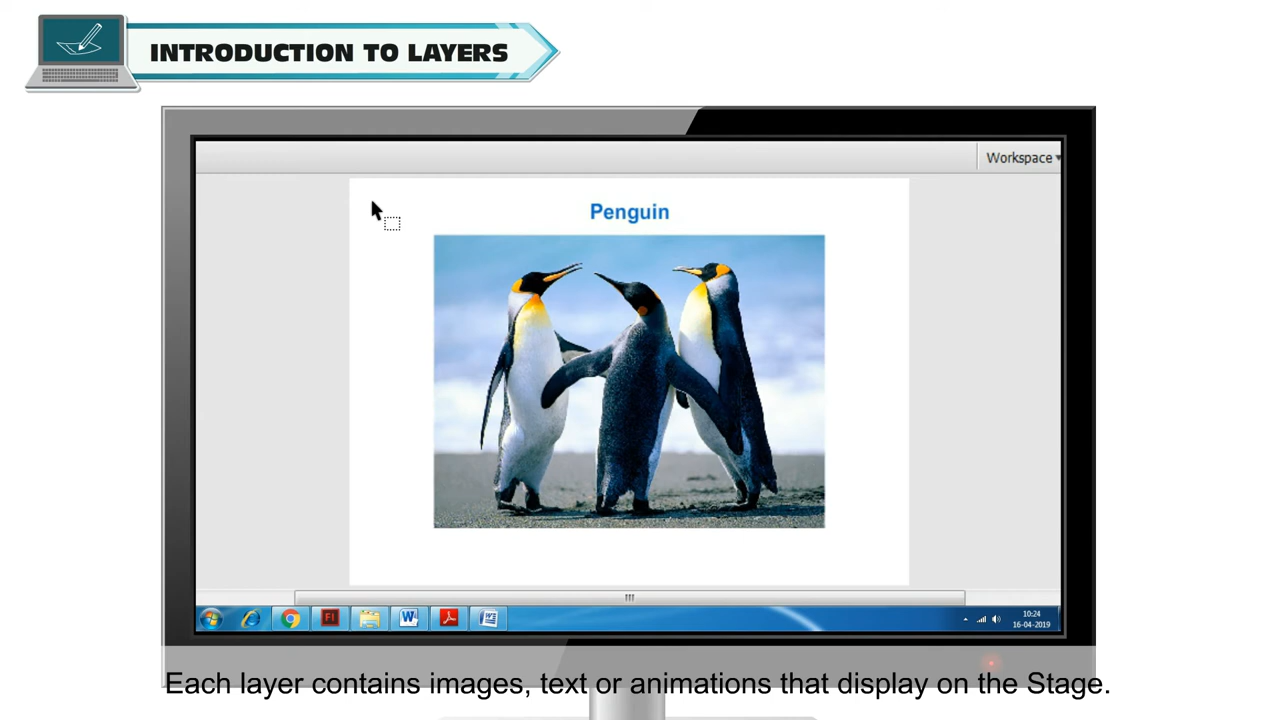 INTRODUCTION TO LAYERS
Workspace
Penguin
Fl
W
10:24
16-04-2019
Each layer contains images, text or animations that display on the Stage.